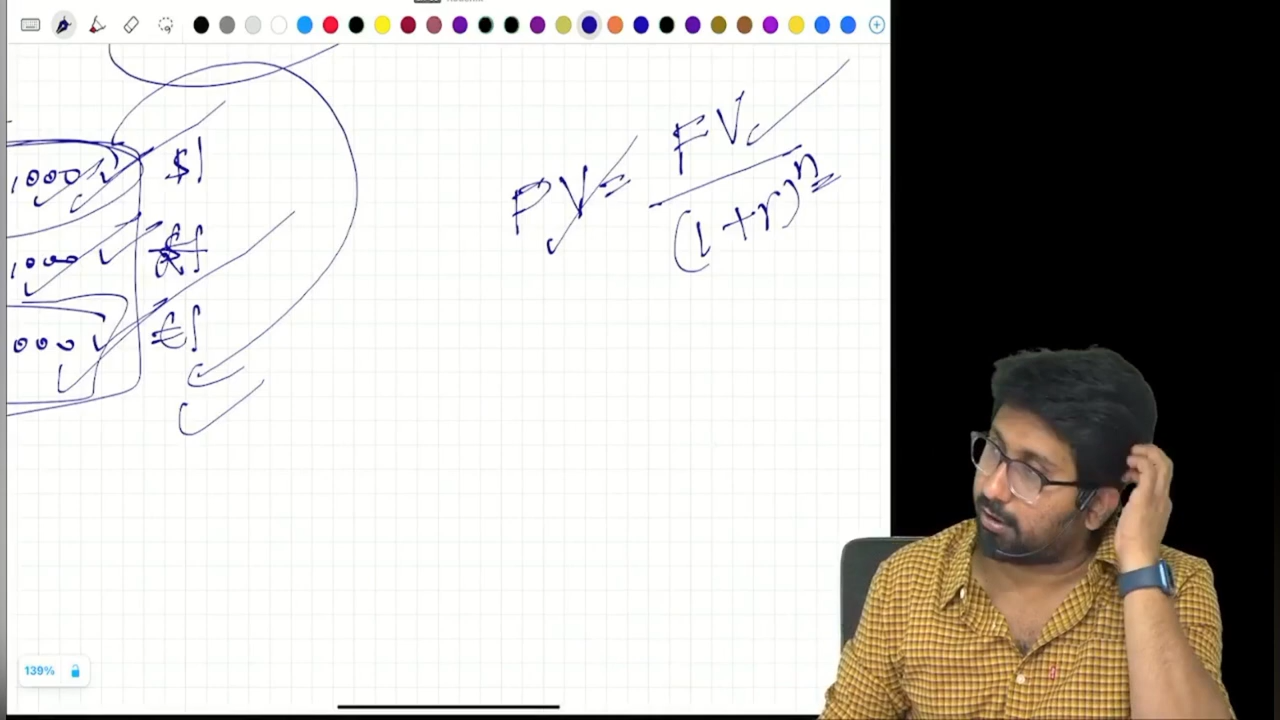 1000 $1
1000 £1
000 €1
PV = FV
(1+r)^n
139%